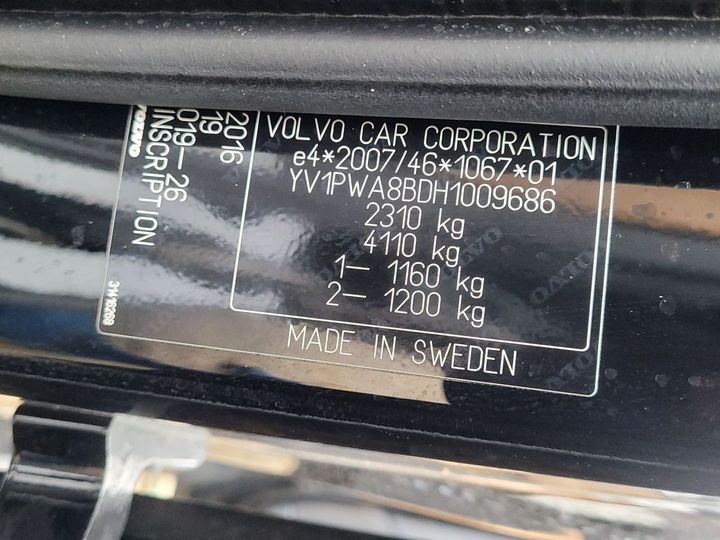 VOLVO CAR CORPORATION
e4*2007/46*1067*01
YV1PWA8BDH1009686
2310 kg
4110 kg
1– 1160 kg
2– 1200 kg
MADE IN SWEDEN
2016
19
019–26
INSCRIPTION
VOLVO
31416268